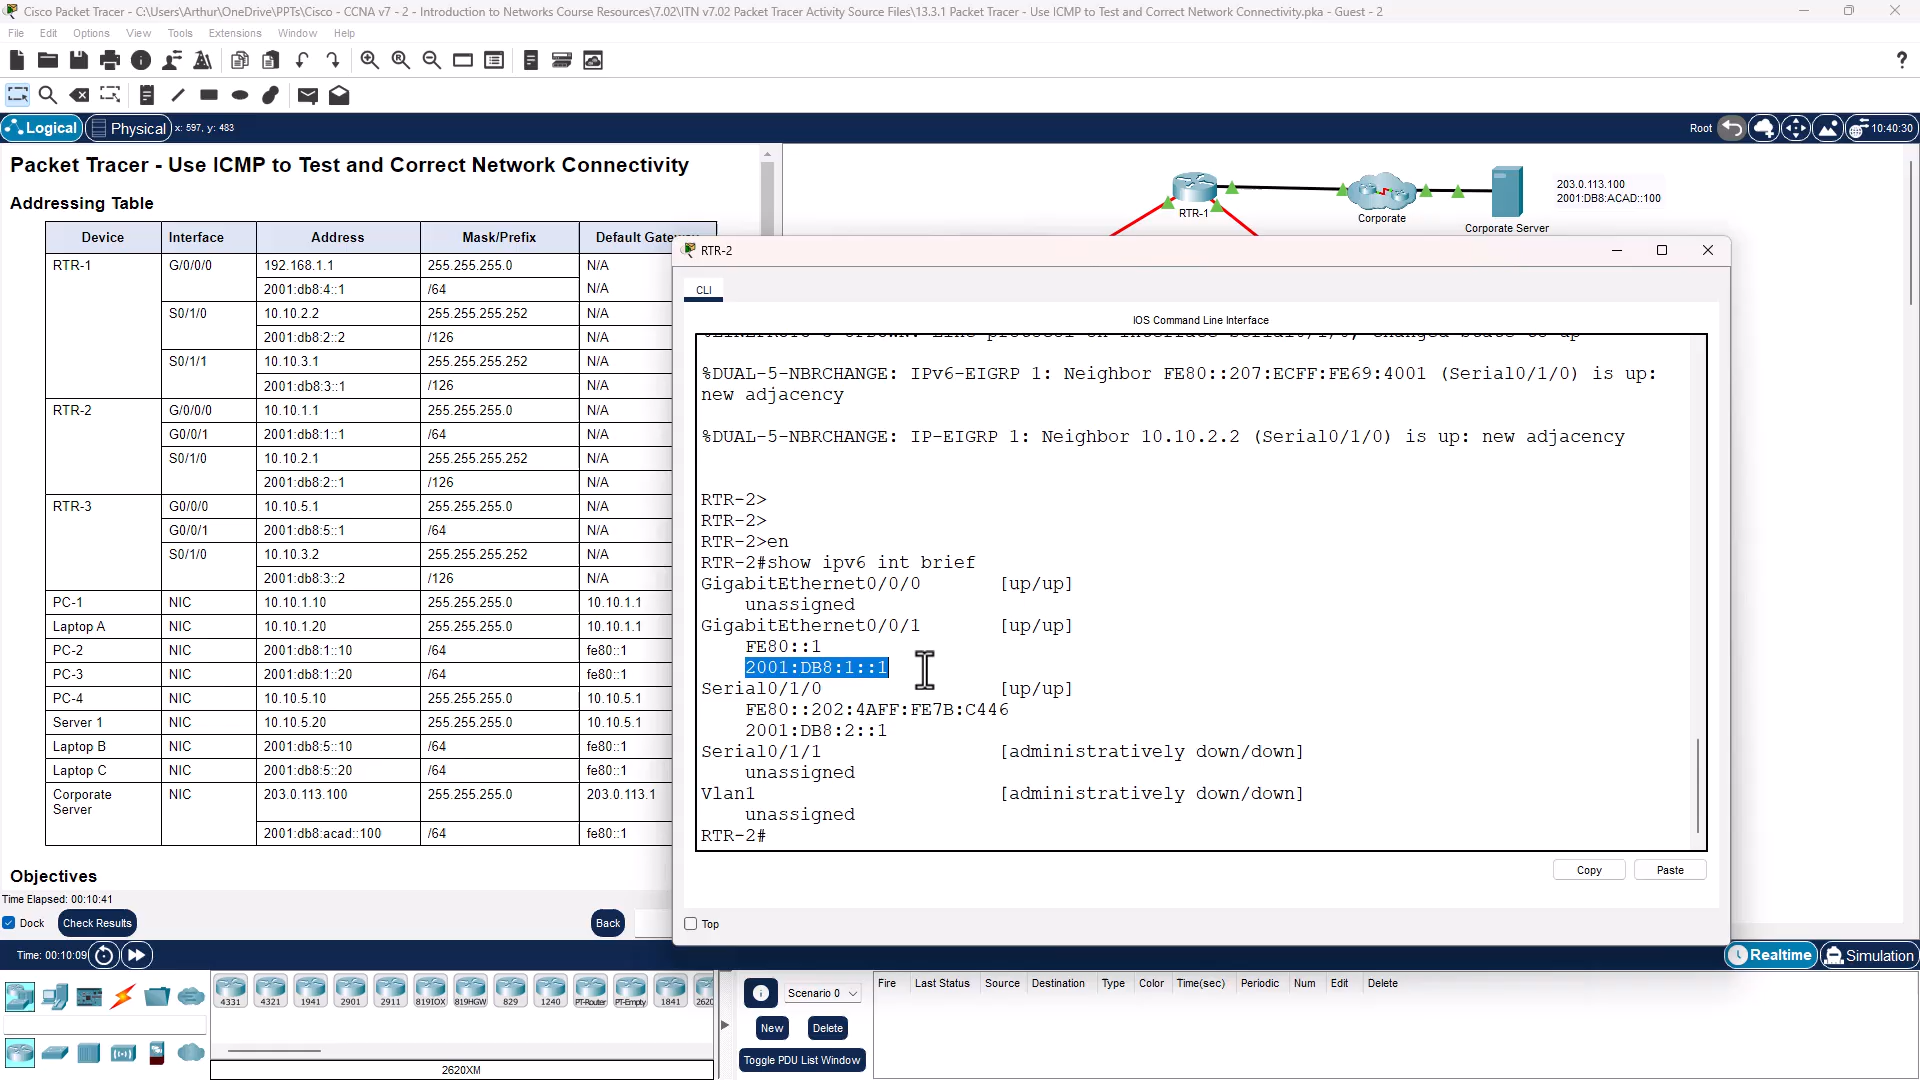 Cisco Packet Tracer - C:\Users\Arthur\OneDrive\PPTs\Cisco - CCNA v7 - 2 - Introduction to Networks Course Resources\7.02\ITN v7.02 Packet Tracer Activity Source Files\13.3.1 Packet Tracer - Use ICMP to Test and Correct Network Connectivity.pka - Guest - 2
File Edit Options View Tools Extensions Window Help
Logical Physical x: 597, y: 483 Root 10:40:30
Packet Tracer - Use ICMP to Test and Correct Network Connectivity
Addressing Table
Device Interface Address Mask/Prefix Default
RTR-1 G/0/0/0 192.168.1.1 255.255.255.0 N/A
2001:db8:4::1 /64 N/A
S0/1/0 10.10.2.2 255.255.255.252 N/A
2001:db8:2::2 /126 N/A
S0/1/1 10.10.3.1 255.255.255.252 N/A
2001:db8:3::1 /126 N/A
RTR-2 G/0/0/0 10.10.1.1 255.255.255.0 N/A
G0/0/1 2001:db8:1::1 /64 N/A
S0/1/0 10.10.2.1 255.255.255.252 N/A
2001:db8:2::1 /126 N/A
RTR-3 G0/0/0 10.10.5.1 255.255.255.0 N/A
G0/0/1 2001:db8:5::1 /64 N/A
S0/1/0 10.10.3.2 255.255.255.252 N/A
2001:db8:3::2 /126 N/A
PC-1 NIC 10.10.1.10 255.255.255.0 10.10.1.1
Laptop A NIC 10.10.1.20 255.255.255.0 10.10.1.1
PC-2 NIC 2001:db8:1::10 /64 fe80::1
PC-3 NIC 2001:db8:1::20 /64 fe80::1
PC-4 NIC 10.10.5.10 255.255.255.0 10.10.5.1
Server 1 NIC 10.10.5.20 255.255.255.0 10.10.5.1
Laptop B NIC 2001:db8:5::10 /64 fe80::1
Laptop C NIC 2001:db8:5::20 /64 fe80::1
Corporate Server NIC 203.0.113.100 255.255.255.0 203.0.113.1
2001:db8:acad::100 /64 fe80::1
Objectives
Time Elapsed: 00:10:41
Dock Check Results Back
RTR-1
Corporate
Corporate Server
203.0.113.100
2001:DB8:ACAD::100
RTR-2
CLI
IOS Command Line Interface
%DUAL-5-NBRCHANGE: IPv6-EIGRP 1: Neighbor FE80::207:ECFF:FE69:4001 (Serial0/1/0) is up:
new adjacency
%DUAL-5-NBRCHANGE: IP-EIGRP 1: Neighbor 10.10.2.2 (Serial0/1/0) is up: new adjacency
RTR-2>
RTR-2>
RTR-2>en
RTR-2#show ipv6 int brief
GigabitEthernet0/0/0 [up/up]
unassigned
GigabitEthernet0/0/1 [up/up]
FE80::1
2001:DB8:1::1
Serial0/1/0 [up/up]
FE80::202:4AFF:FE7B:C446
2001:DB8:2::1
Serial0/1/1 [administratively down/down]
unassigned
Vlan1 [administratively down/down]
unassigned
RTR-2#
Copy Paste
Top
Time: 00:10:09 Realtime Simulation
4331 4321 1941 2901 2911 819IOX 819HGW 829 1240 PT-Router PT-Empty 1841
2620XM
Scenario 0
New Delete
Toggle PDU List Window
Fire Last Status Source Destination Type Color Time(sec) Periodic Num Edit Delete